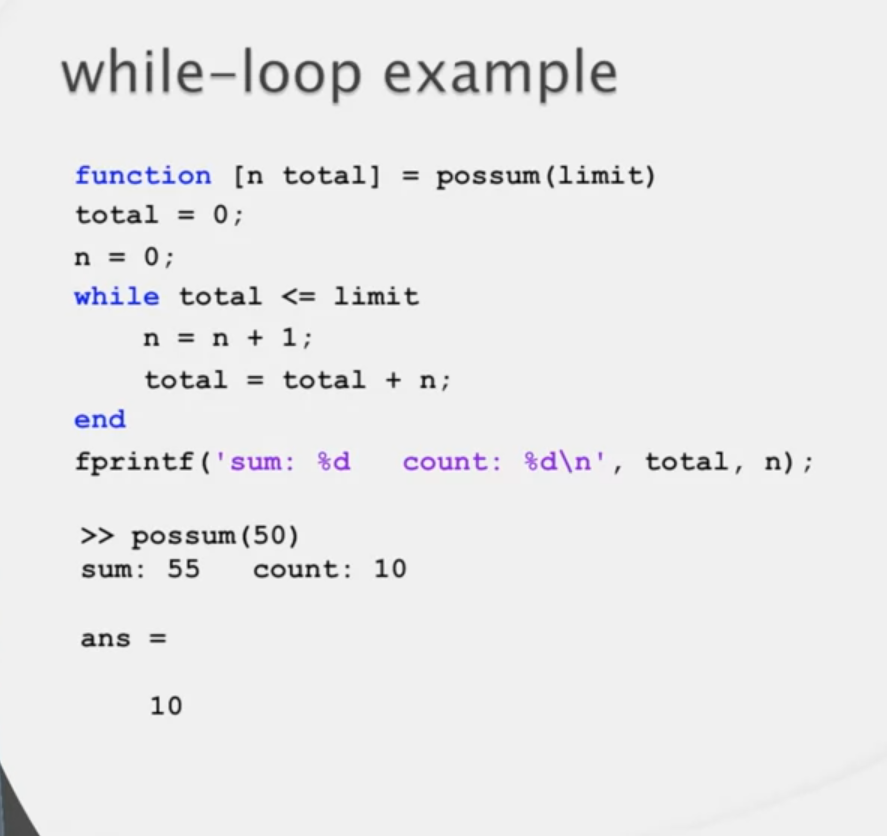 while-loop example
function [n total] = possum(limit)
total = 0;
n = 0;
while total <= limit
    n = n + 1;
    total = total + n;
end
fprintf('sum: %d   count: %d\n', total, n);
>> possum(50)
sum: 55   count: 10
ans =
    10